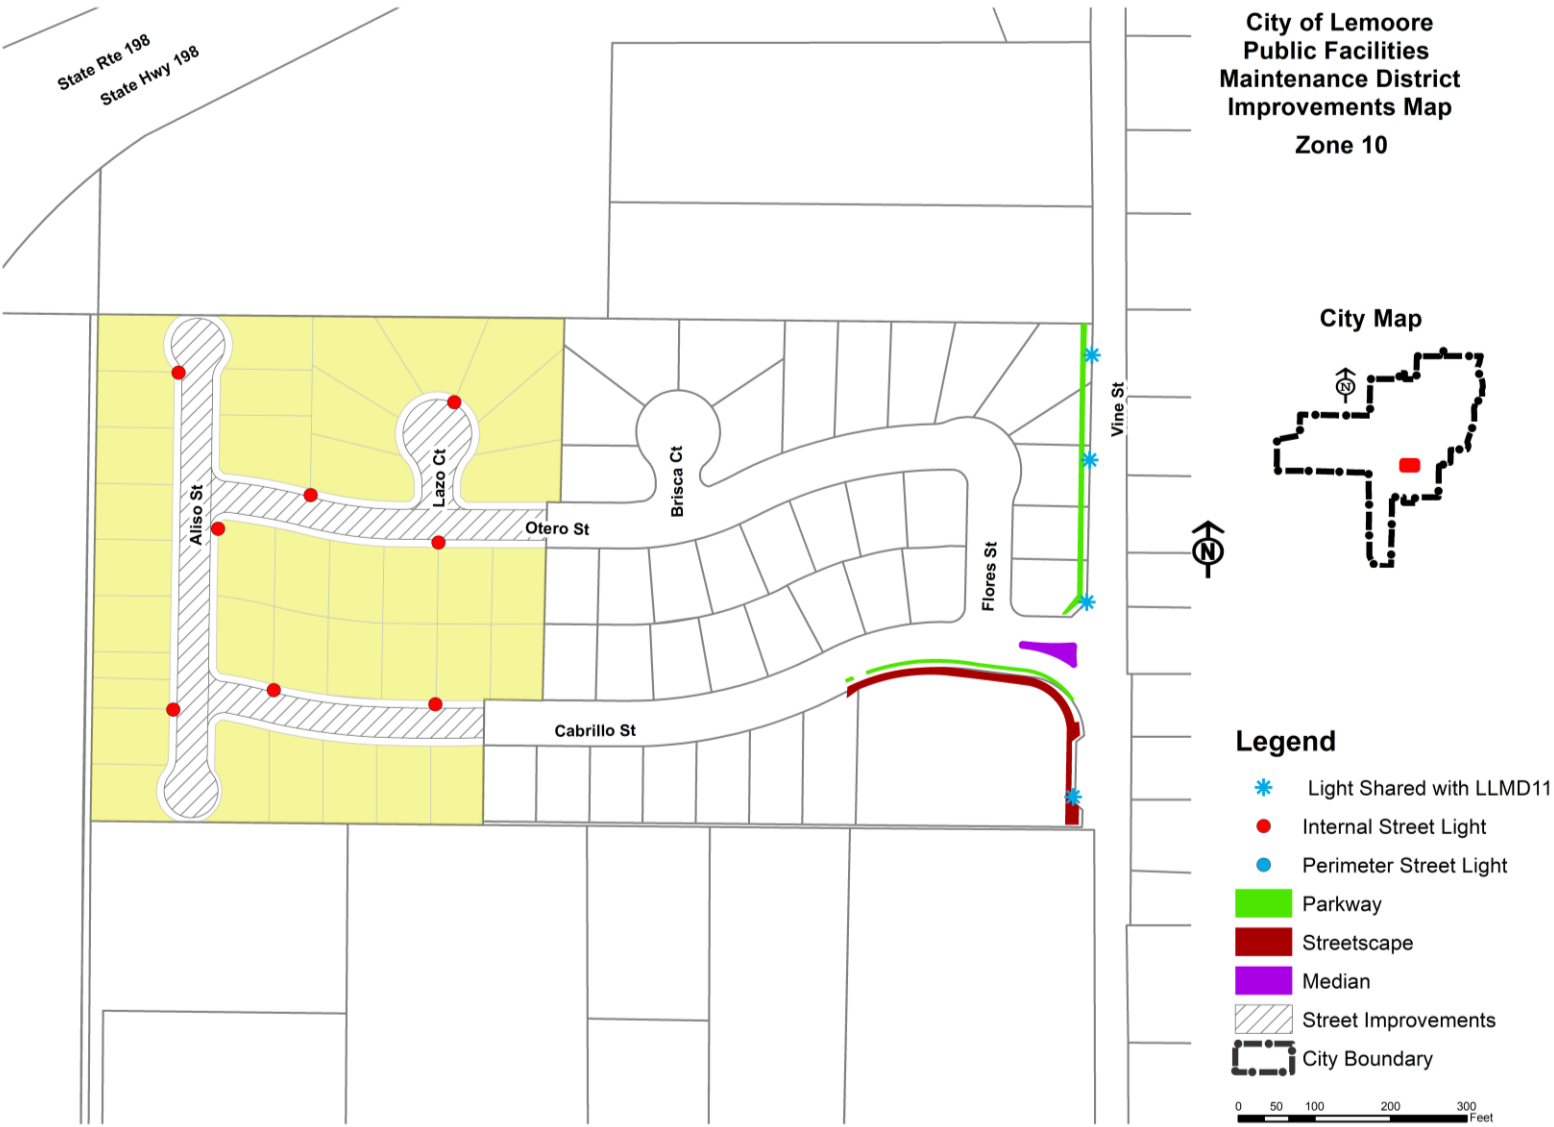 City of Lemoore
Public Facilities
Maintenance District
Improvements Map
Zone 10
State Rte 198
State Hwy 198
City Map
N
Vine St
Lazo Ct
Brisca Ct
Aliso St
Otero St
N
Flores St
Cabrillo St
Legend
Light Shared with LLMD11
Internal Street Light
Perimeter Street Light
Parkway
Streetscape
Median
Street Improvements
City Boundary
0 50 100 200 300
Feet